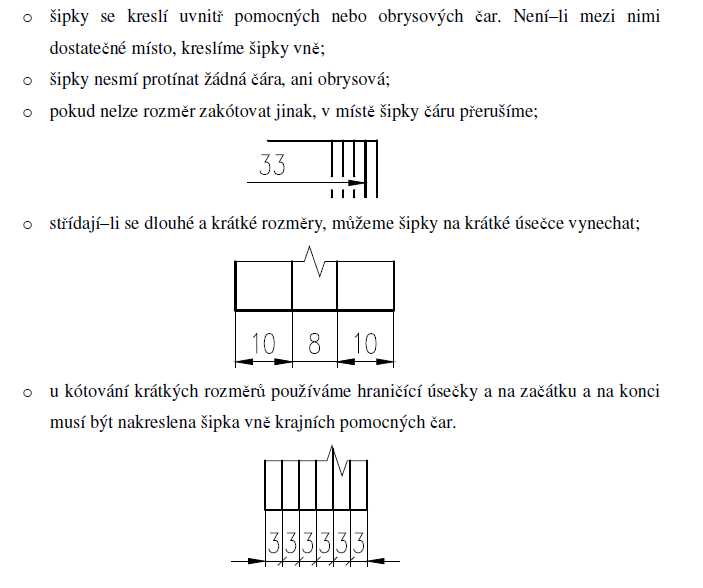 o šipky se kreslí uvnitř pomocných nebo obrysových čar. Není–li mezi nimi
dostatečné místo, kreslíme šipky vně;
o šipky nesmí protínat žádná čára, ani obrysová;
o pokud nelze rozměr zakótovat jinak, v místě šipky čáru přerušíme;
33
o střídají–li se dlouhé a krátké rozměry, můžeme šipky na krátké úsečce vynechat;
10 8 10
o u kótování krátkých rozměrů používáme hraničící úsečky a na začátku a na konci
musí být nakreslena šipka vně krajních pomocných čar.
3 3 3 3 3 3